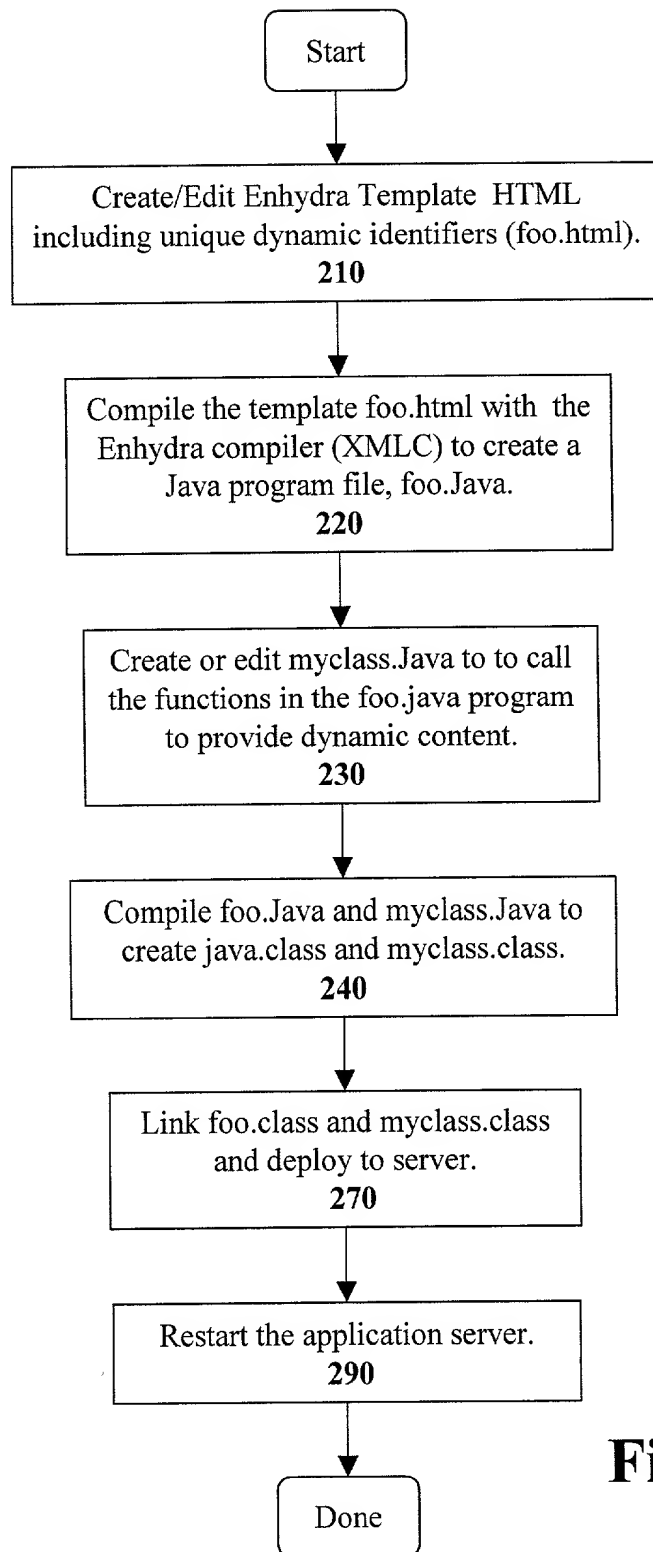 Start
Create/Edit Enhydra Template HTML
including unique dynamic identifiers (foo.html).
210
Compile the template foo.html with the
Enhydra compiler (XMLC) to create a
Java program file, foo.Java.
220
Create or edit myclass.Java to to call
the functions in the foo.java program
to provide dynamic content.
230
Compile foo.Java and myclass.Java to
create java.class and myclass.class.
240
Link foo.class and myclass.class
and deploy to server.
270
Restart the application server.
290
Fi
Done